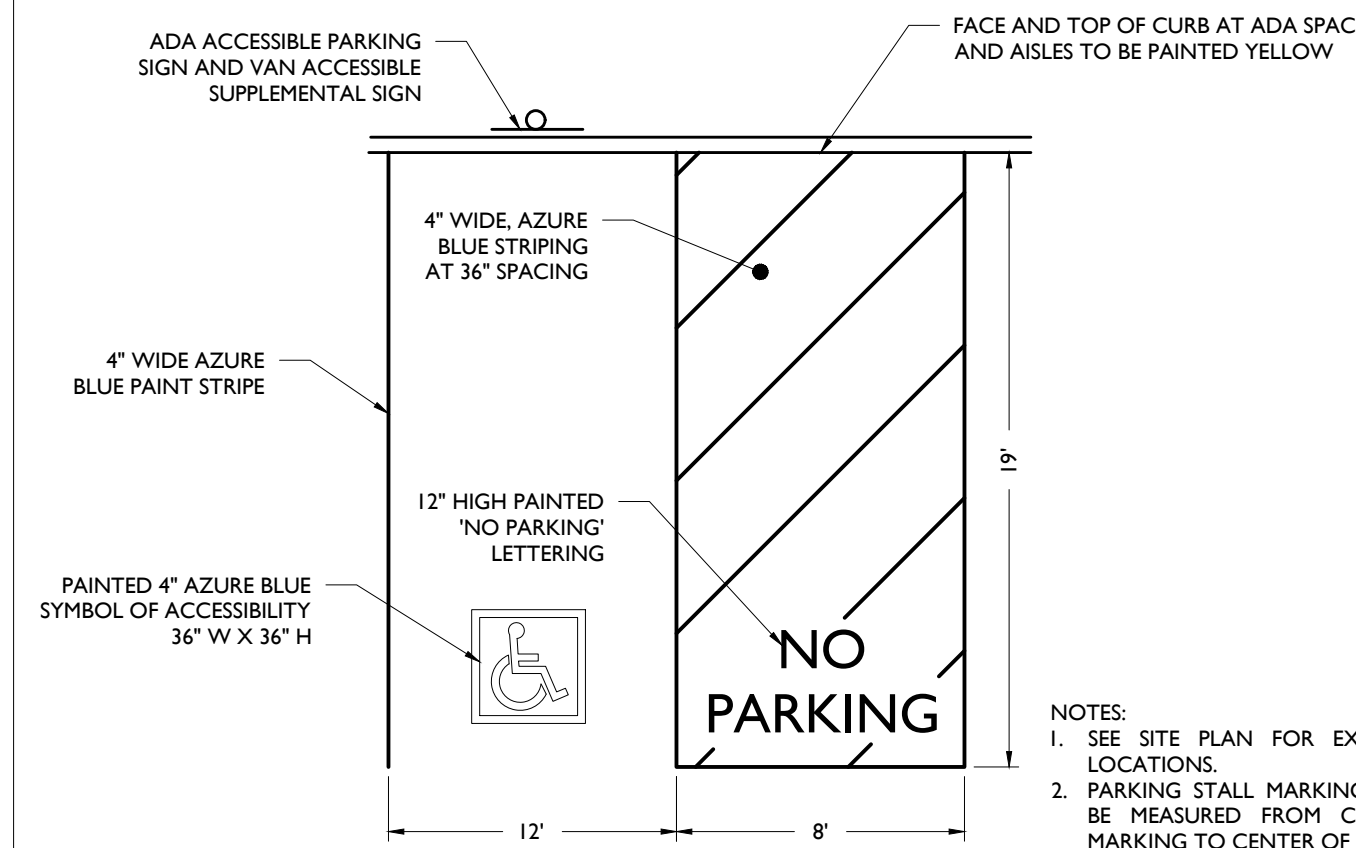 ADA ACCESSIBLE PARKING
SIGN AND VAN ACCESSIBLE
SUPPLEMENTAL SIGN
FACE AND TOP OF CURB AT ADA
AND AISLES TO BE PAINTED YELLOW
4" WIDE, AZURE
BLUE STRIPING
AT 36" SPACING
4" WIDE AZURE
BLUE PAINT STRIPE
19'
12" HIGH PAINTED
'NO PARKING'
LETTERING
PAINTED 4" AZURE BLUE
SYMBOL OF ACCESSIBILITY
36" W X 36" H
NO
PARKING
NOTES:
1. SEE SITE PLAN FOR
LOCATIONS.
2. PARKING STALL
BE MEASURED FROM
MARKING TO CENTER OF
12'
8'